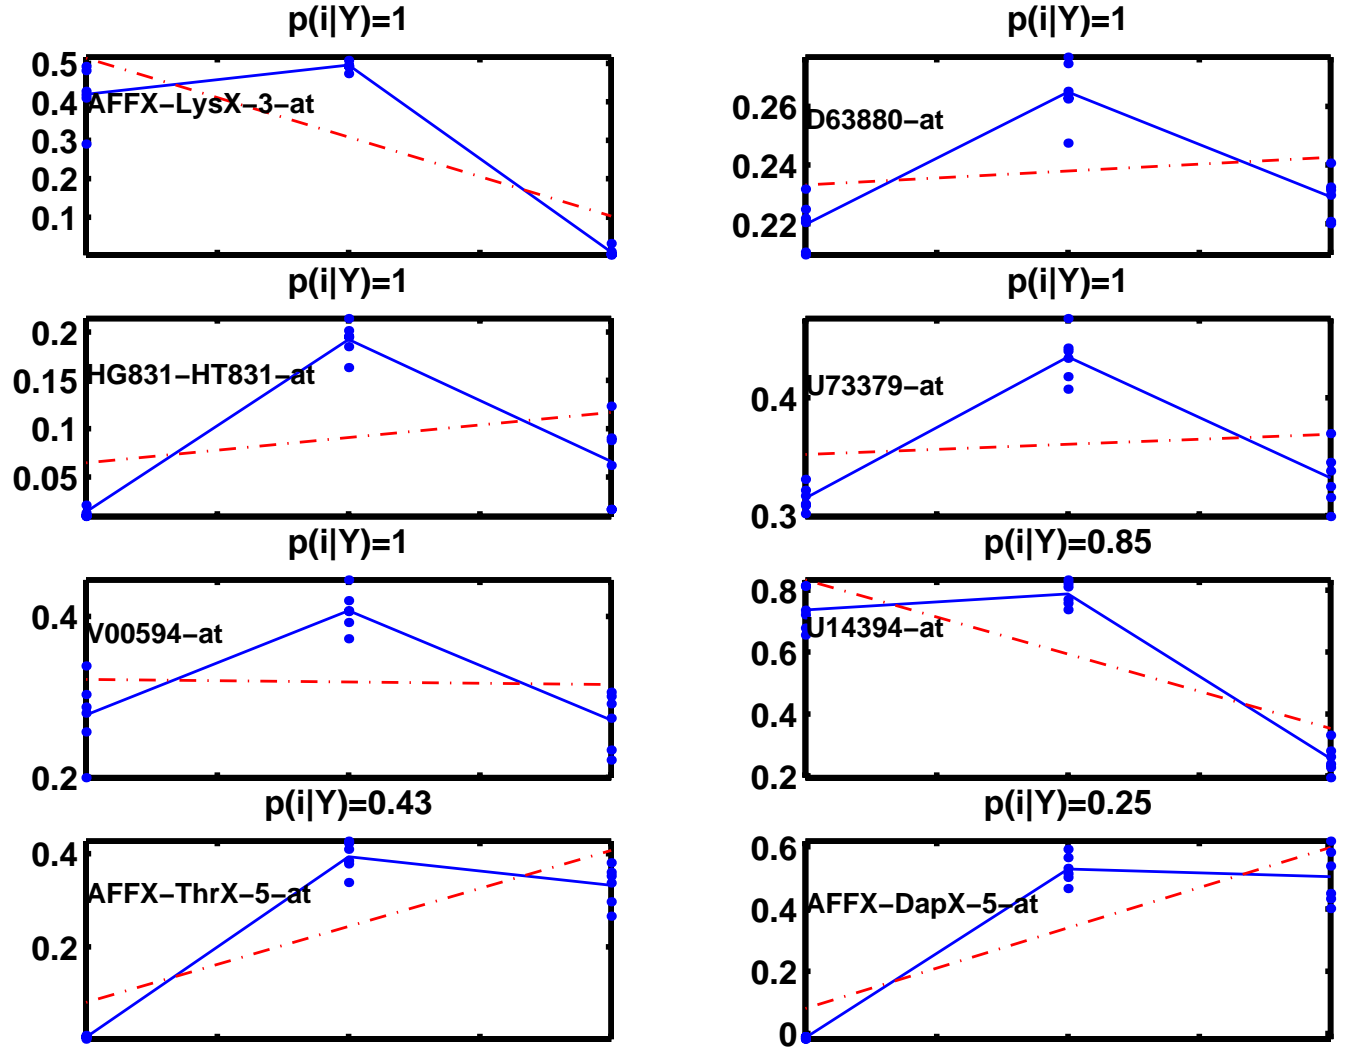 p(i|Y)=1
0.5
0.4
0.3
0.2
0.1
AFFX−LysX−3−at
p(i|Y)=1
0.26
0.24
0.22
D63880−at
p(i|Y)=1
0.2
0.15
0.1
0.05
HG831−HT831−at
p(i|Y)=1
0.4
0.3
U73379−at
p(i|Y)=1
0.4
0.2
V00594−at
p(i|Y)=0.85
0.8
0.6
0.4
0.2
U14394−at
p(i|Y)=0.43
0.4
0.2
AFFX−ThrX−5−at
p(i|Y)=0.25
0.6
0.4
0.2
0
AFFX−DapX−5−at